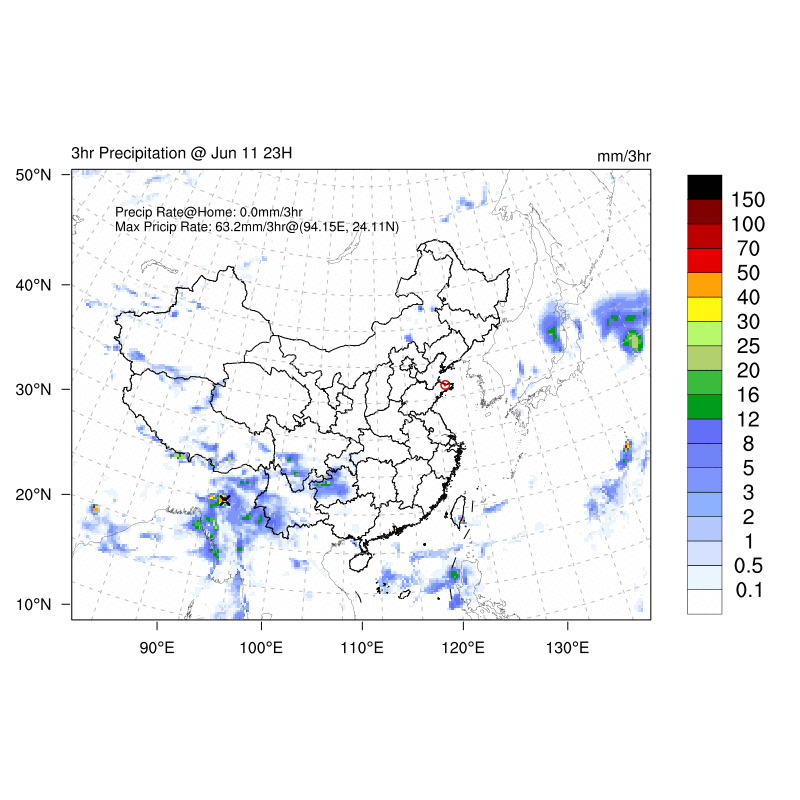 3hr Precipitation @ Jun 11 23H
mm/3hr
Precip Rate@Home: 0.0mm/3hr
Max Pricip Rate: 63.2mm/3hr@(94.15E, 24.11N)
50°N
40°N
30°N
20°N
10°N
90°E
100°E
110°E
120°E
130°E
150
100
70
50
40
30
25
20
16
12
8
5
3
2
1
0.5
0.1